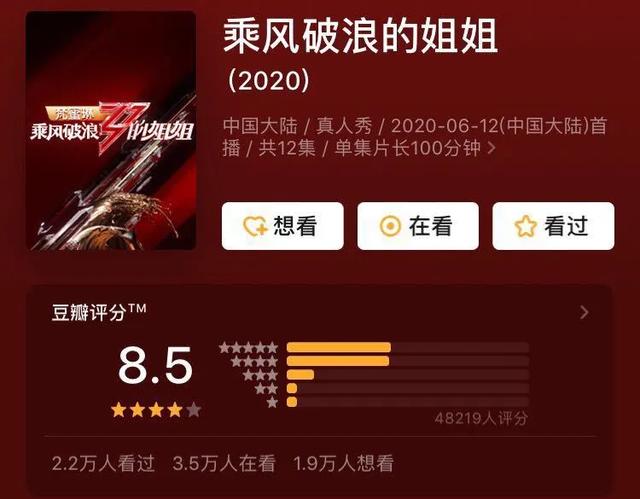 乘风破浪的姐姐
(2020)
梵蜜琳
乘风破浪 的姐姐
中国大陆 / 真人秀 / 2020-06-12(中国大陆)首
播 / 共12集 / 单集片长100分钟
想看
在看
看过
豆瓣评分TM
8.5
48219人评分
2.2万人看过 3.5万人在看 1.9万人想看